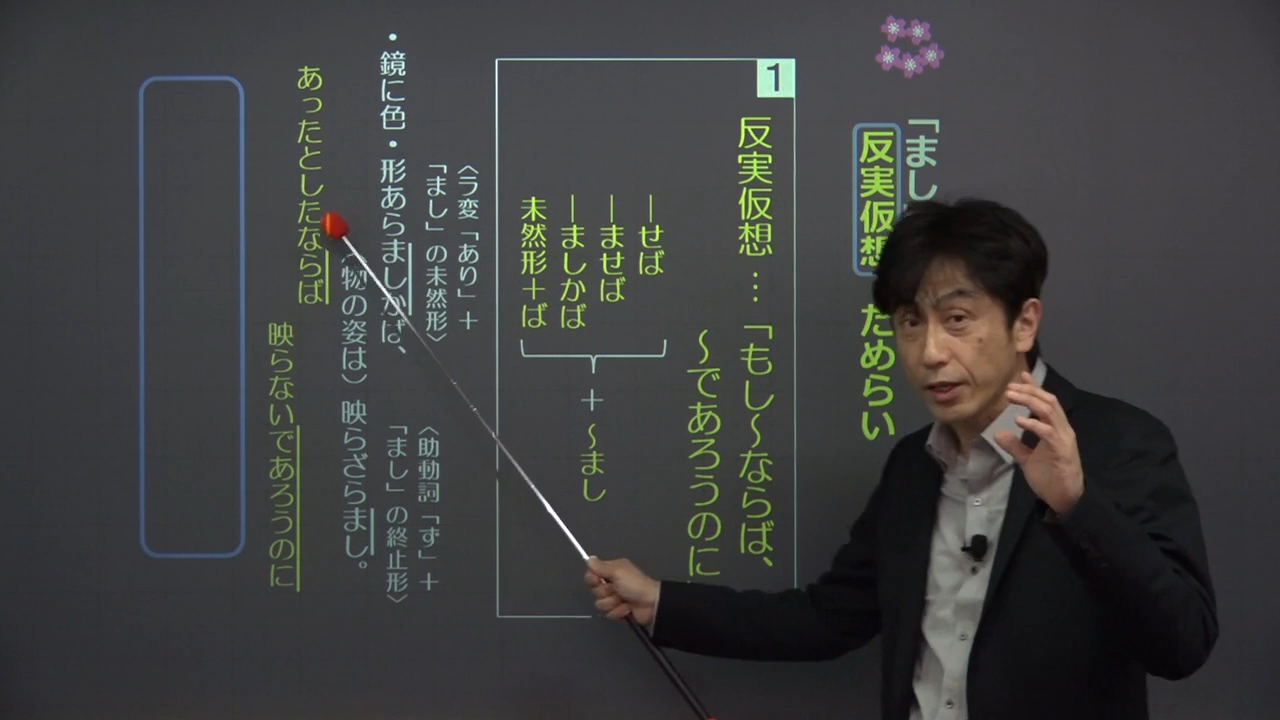 「まし
反実仮想
ためらい
1
反実仮想…「もし〜ならば、
〜であろうのに
―せば
―ませば
―ましかば
未然形＋ば
＋〜まし
〈ラ変「あり」＋
「まし」の未然形〉
・鏡に色・形あらましかば、
〈助動詞「ず」＋
「まし」の終止形〉
（物の姿は）映らざらまし。
あったとしたならば
映らないであろうのに